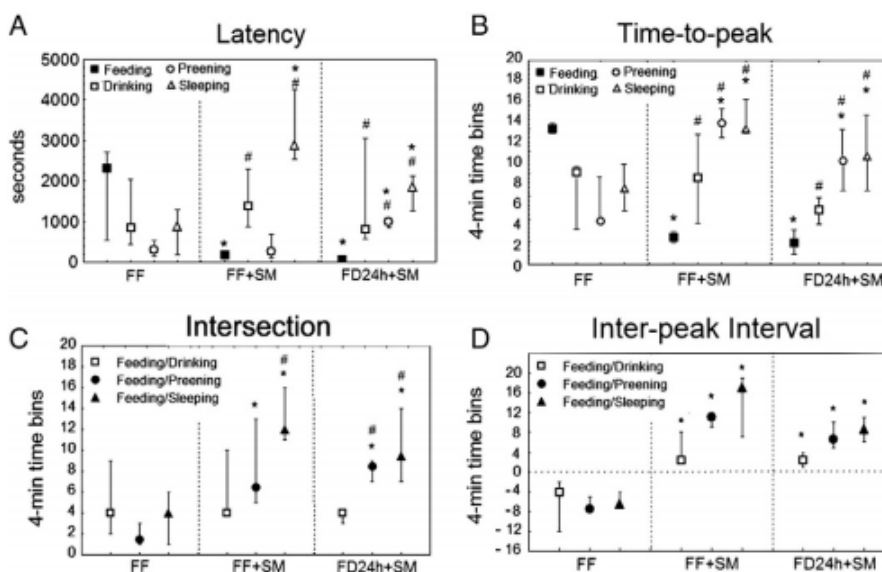 A
Latency
seconds
5000
4000
3000
2000
1000
0
Feeding
Preening
Drinking
Sleeping
*
#
#
*
#
*
#
*
*
#
*
FF
FF+SM
FD24h+SM
B
Time-to-peak
4-min time bins
20
18
16
14
12
10
8
6
4
2
0
Feeding
Preening
Drinking
Sleeping
#
*
#
*
#
*
#
*
#
*
#
*
FF
FF+SM
FD24h+SM
C
Intersection
4-min time bins
20
18
16
14
12
10
8
6
4
2
0
Feeding/Drinking
Feeding/Preening
Feeding/Sleeping
*
#
*
#
*
#
*
FF
FF+SM
FD24h+SM
D
Inter-peak Interval
4-min time bins
20
16
12
8
4
0
- 4
- 8
- 12
- 16
Feeding/Drinking
Feeding/Preening
Feeding/Sleeping
*
*
*
*
*
*
FF
FF+SM
FD24h+SM